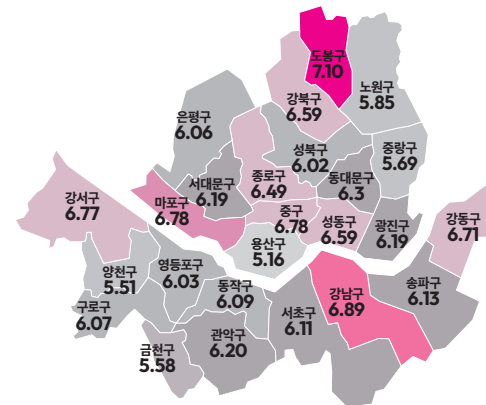 도봉구
7.10
노원구
5.85
강북구
6.59
은평구
6.06
성북구
6.02
중랑구
5.69
종로구
6.49
서대문구
6.19
동대문구
6.3
강서구
6.77
마포구
6.78
중구
6.78
성동구
6.59
광진구
6.19
강동구
6.71
용산구
5.16
양천구
5.51
영등포구
6.03
동작구
6.09
강남구
6.89
송파구
6.13
구로구
6.07
서초구
6.11
관악구
6.20
금천구
5.58